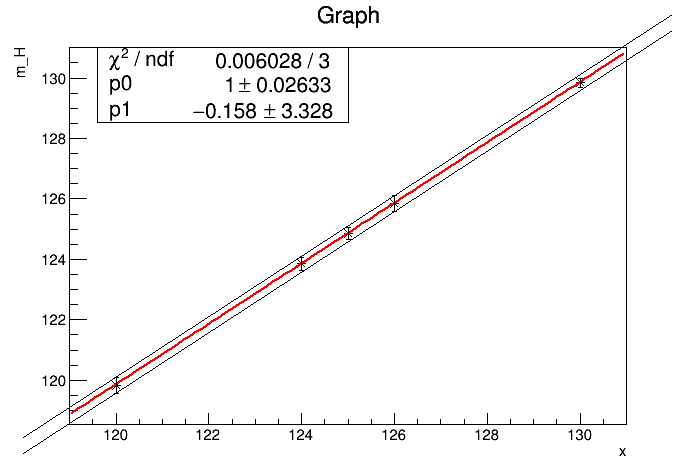 Graph
m_H
χ² / ndf 0.006028 / 3
p0 1 ± 0.02633
p1 −0.158 ± 3.328
130
128
126
124
122
120
120 122 124 126 128 130
x